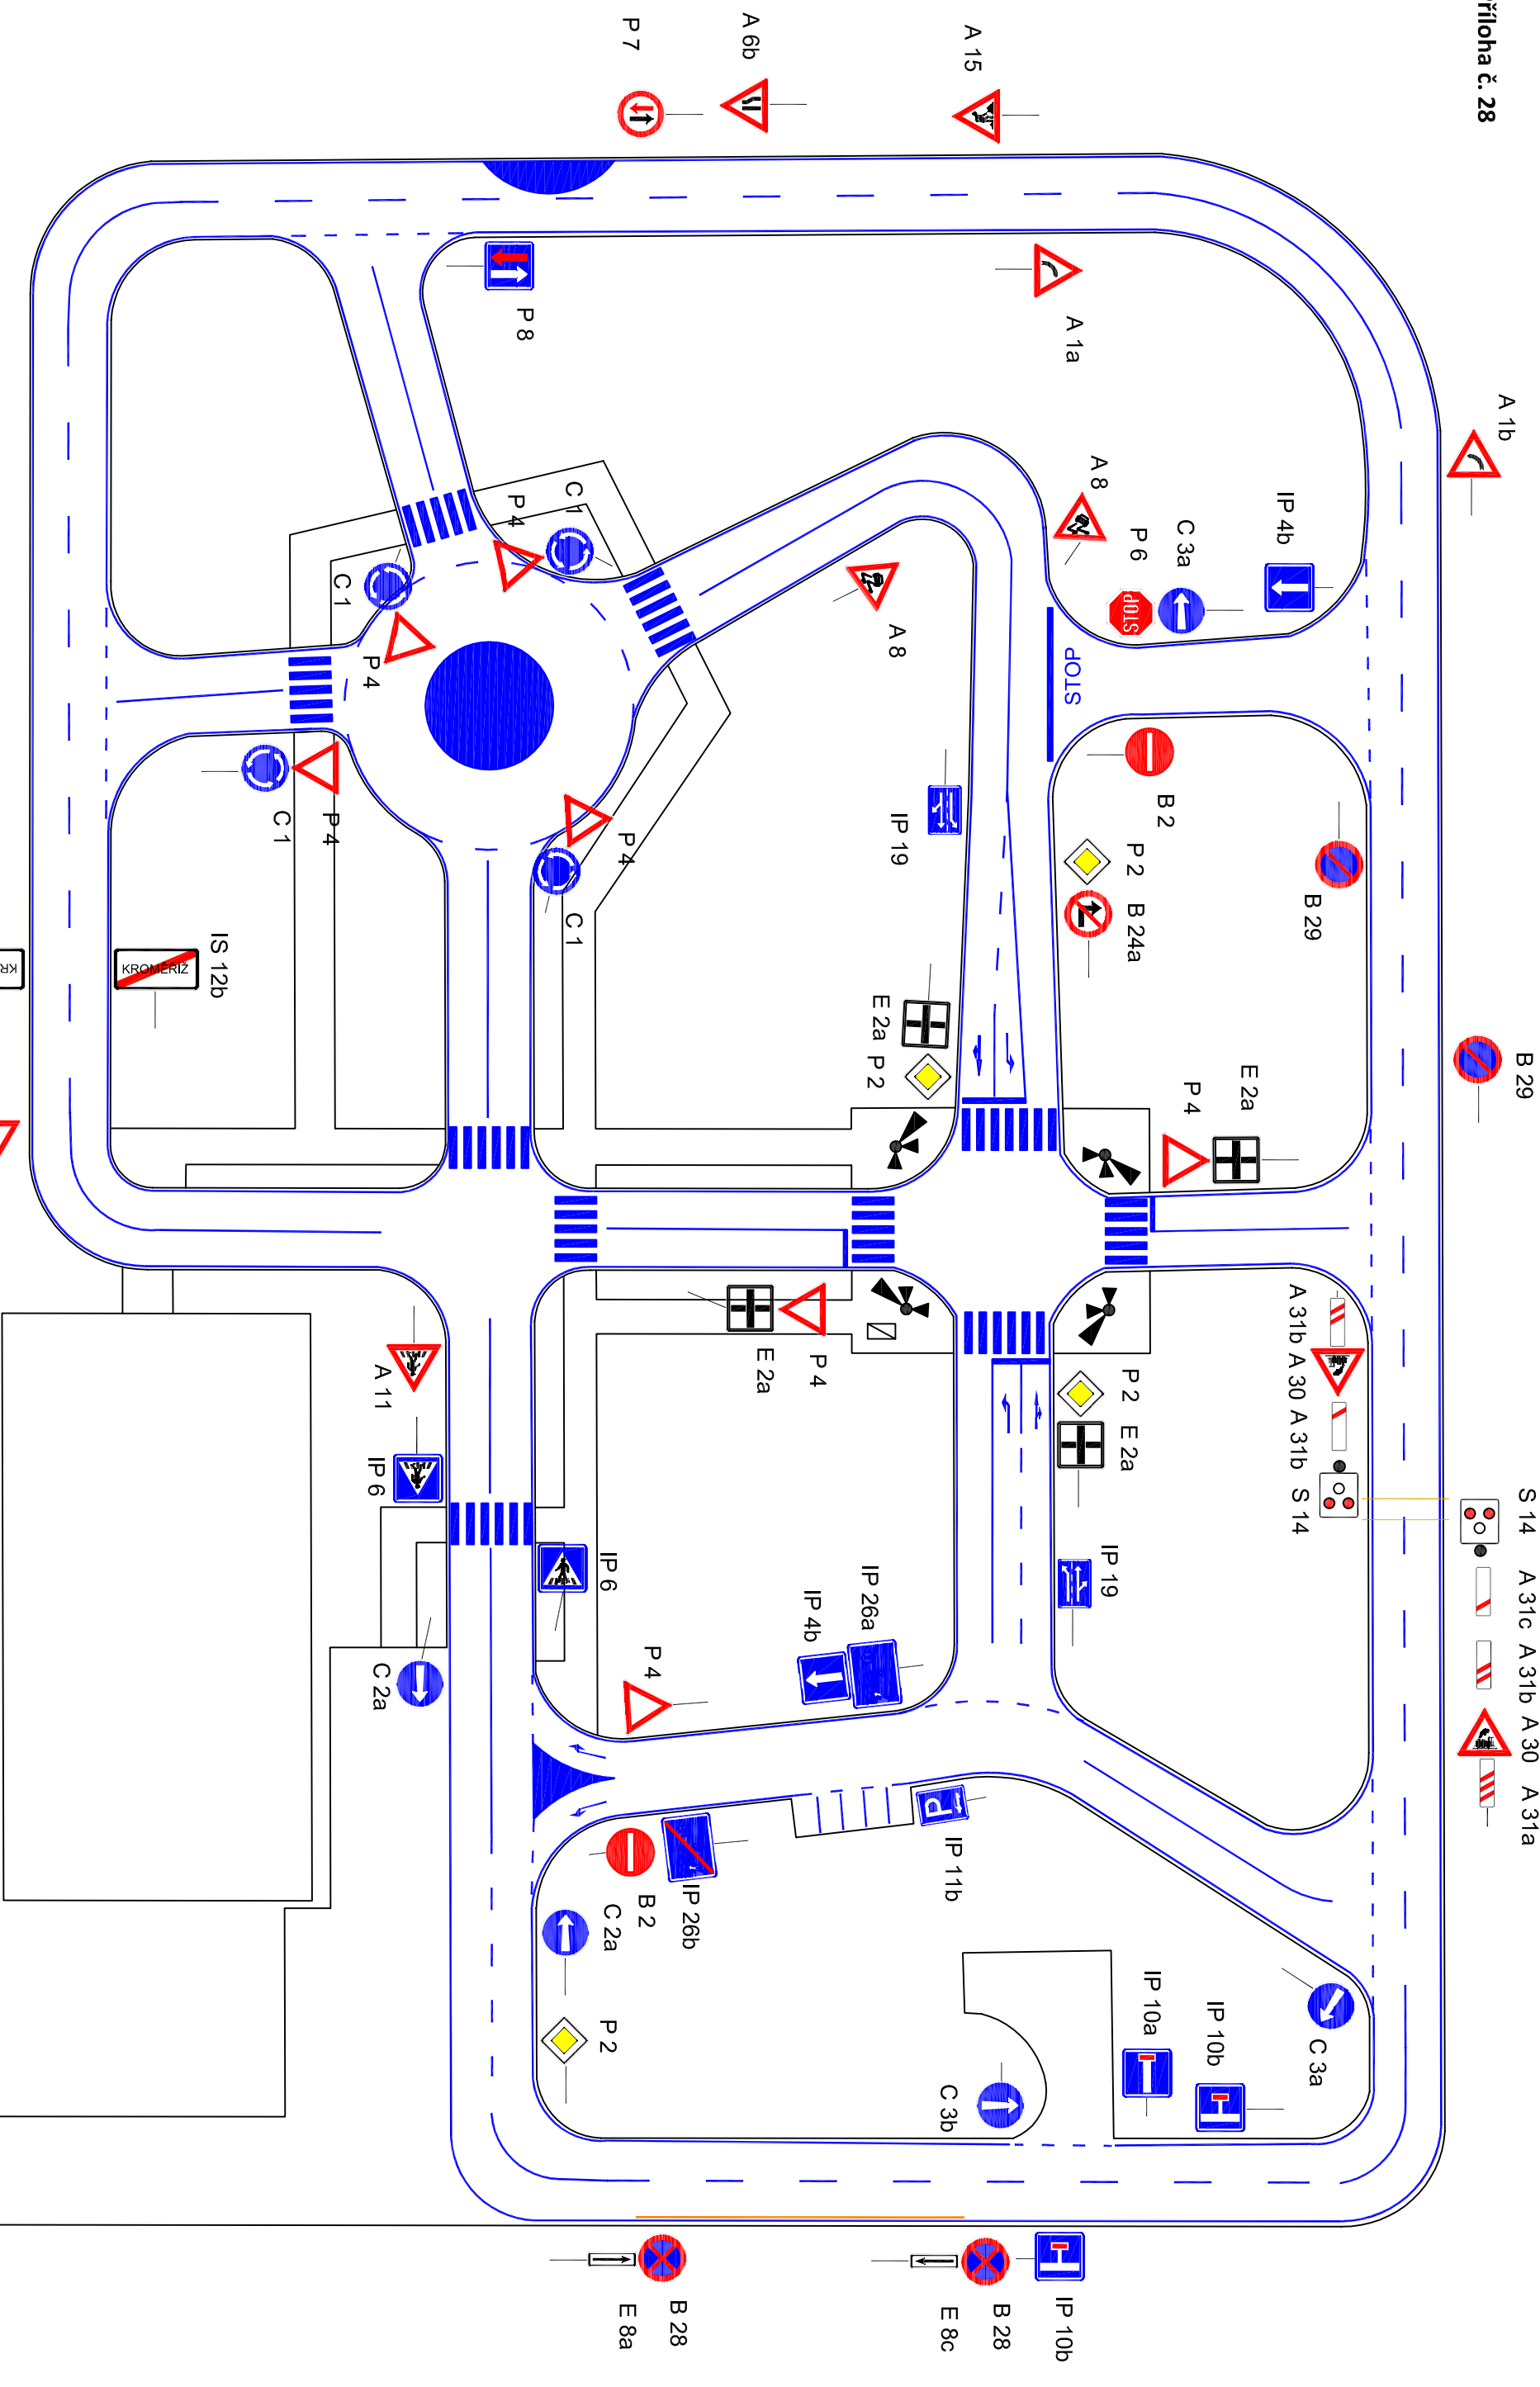 říloha č. 28
A 1b
B 29
S 14
A 31c
A 31b
A 30
A 31a
A 15
A 6b
P 7
A 1a
P 8
A 8
P 6
STOP
C 3a
IP 4b
STOP
A 8
B 2
P 2
B 24a
B 29
IP 19
E 2a
P 2
P 4
E 2a
A 31b
A 30
A 31b
S 14
C 1
P 4
C 1
P 4
P 4
C 1
P 4
C 1
IS 12b
KROMĚŘÍŽ
KR
P 4
E 2a
P 2
E 2a
IP 19
A 11
IP 6
IP 6
C 2a
IP 26a
IP 4b
P 4
IP 11b
P
B 2
IP 26b
C 2a
P 2
C 3b
IP 10a
IP 10b
C 3a
IP 10b
B 28
E 8c
B 28
E 8a